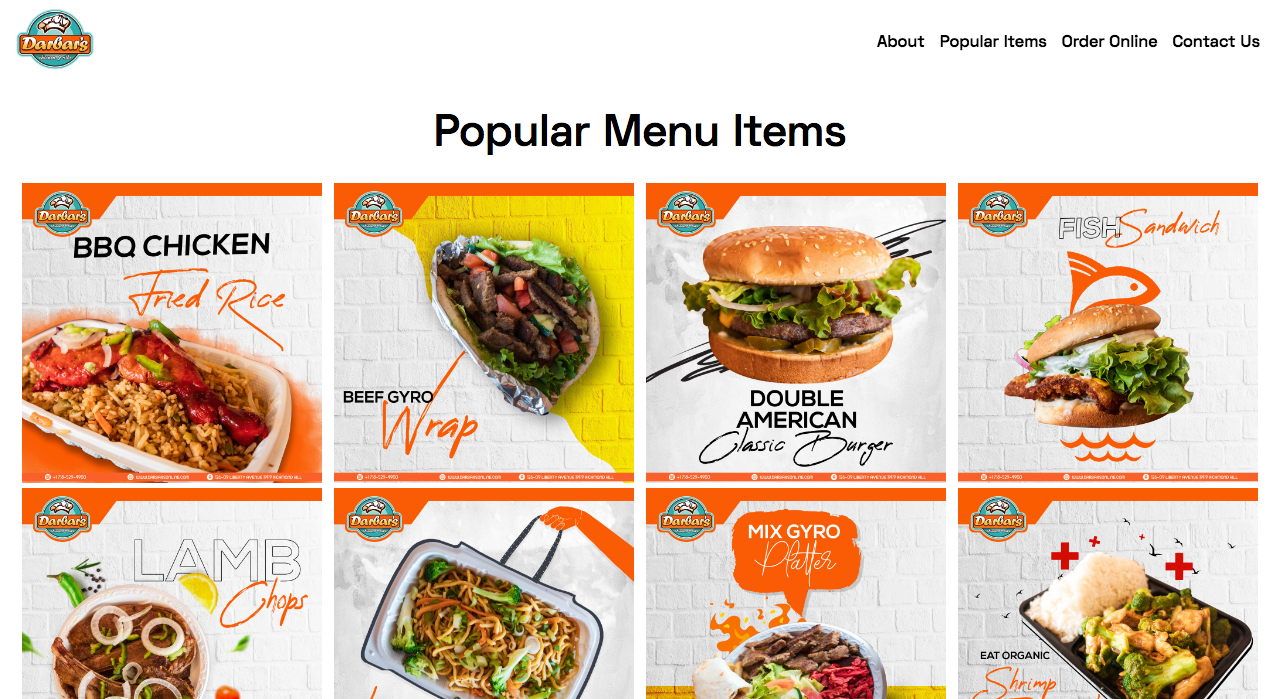 Darbar's
About
Popular Items
Order Online
Contact Us
Popular Menu Items
Darbar's
BBQ CHICKEN
Fried Rice
Darbar's
BEEF GYRO
Wrap
Darbar's
DOUBLE
AMERICAN
Classic Burger
Darbar's
FISH Sandwich
Darbar's
LAMB
Chops
Darbar's
Darbar's
MIX GYRO
Platter
Darbar's
EAT ORGANIC
Shrimp